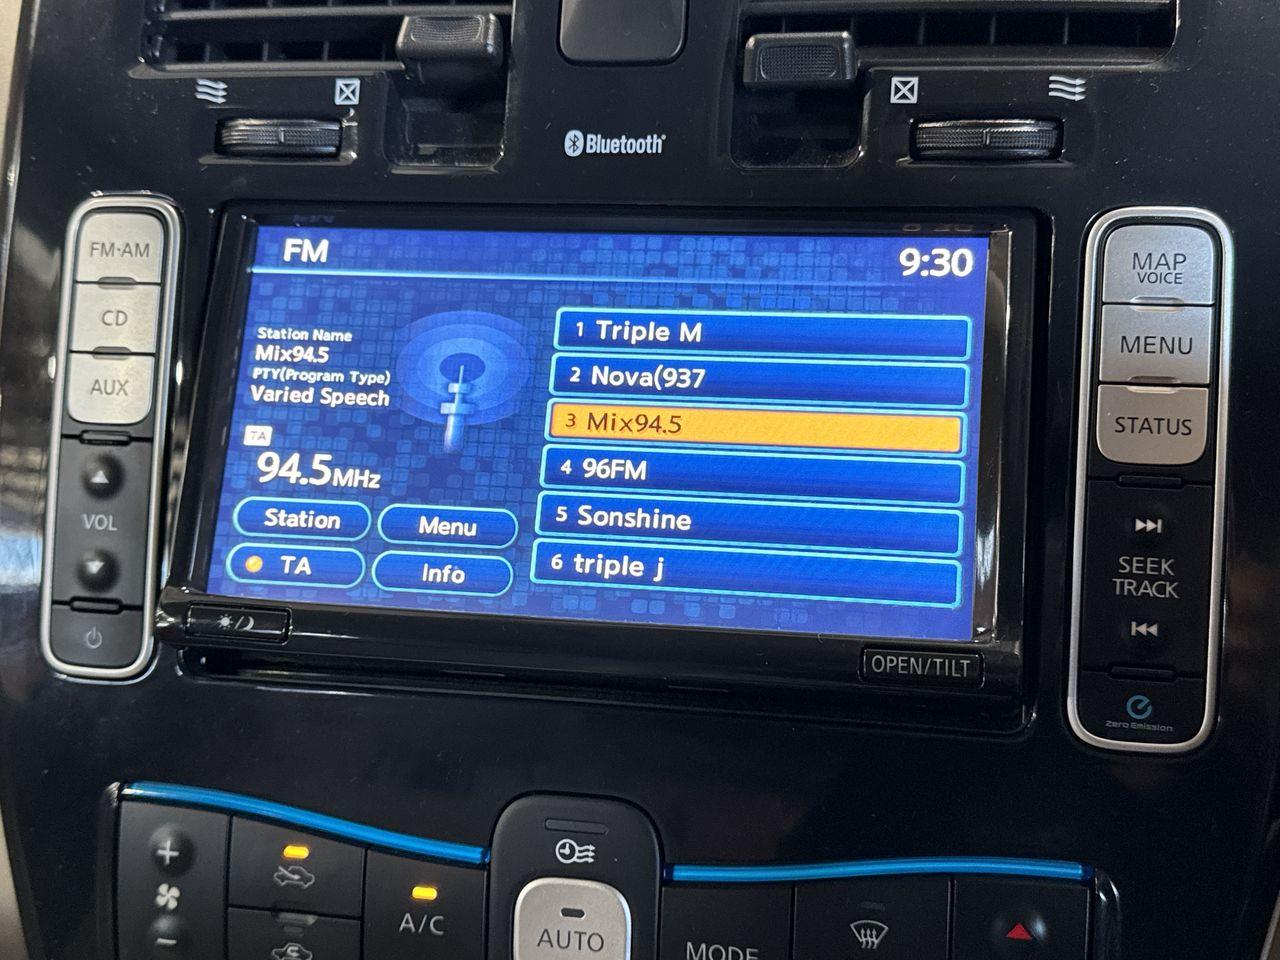 Bluetooth®
FM·AM
CD
AUX
VOL
FM
9:30
Station Name
Mix94.5
PTY(Program Type)
Varied Speech
TA
94.5MHz
Station
Menu
TA
Info
1 Triple M
2 Nova(937
3 Mix94.5
4 96FM
5 Sonshine
6 triple j
OPEN/TILT
MAP
VOICE
MENU
STATUS
SEEK
TRACK
Zero Emission
+
-
A/C
AUTO
MODE